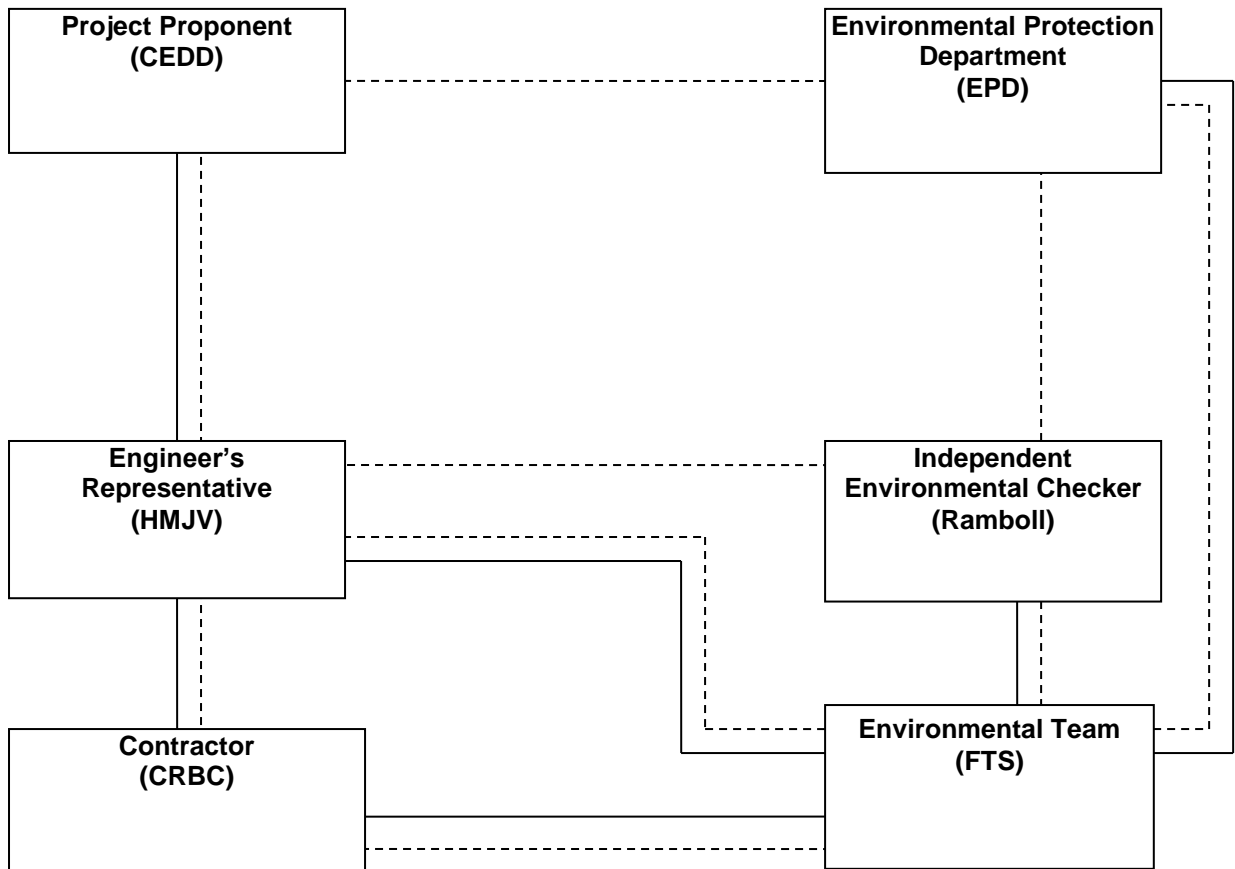 Project Proponent
(CEDD)
Environmental Protection
Department
(EPD)
Engineer’s
Representative
(HMJV)
Independent
Environmental Checker
(Ramboll)
Contractor
(CRBC)
Environmental Team
(FTS)